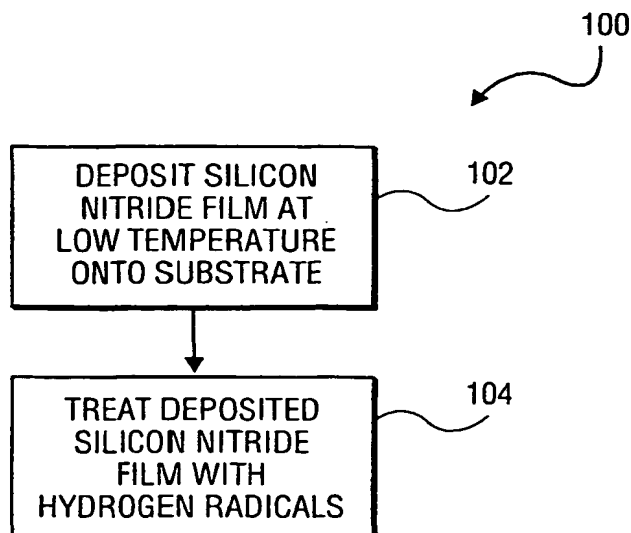 100
DEPOSIT SILICON
NITRIDE FILM AT
LOW TEMPERATURE
ONTO SUBSTRATE
102
TREAT DEPOSITED
SILICON NITRIDE
FILM WITH
HYDROGEN RADICALS
104